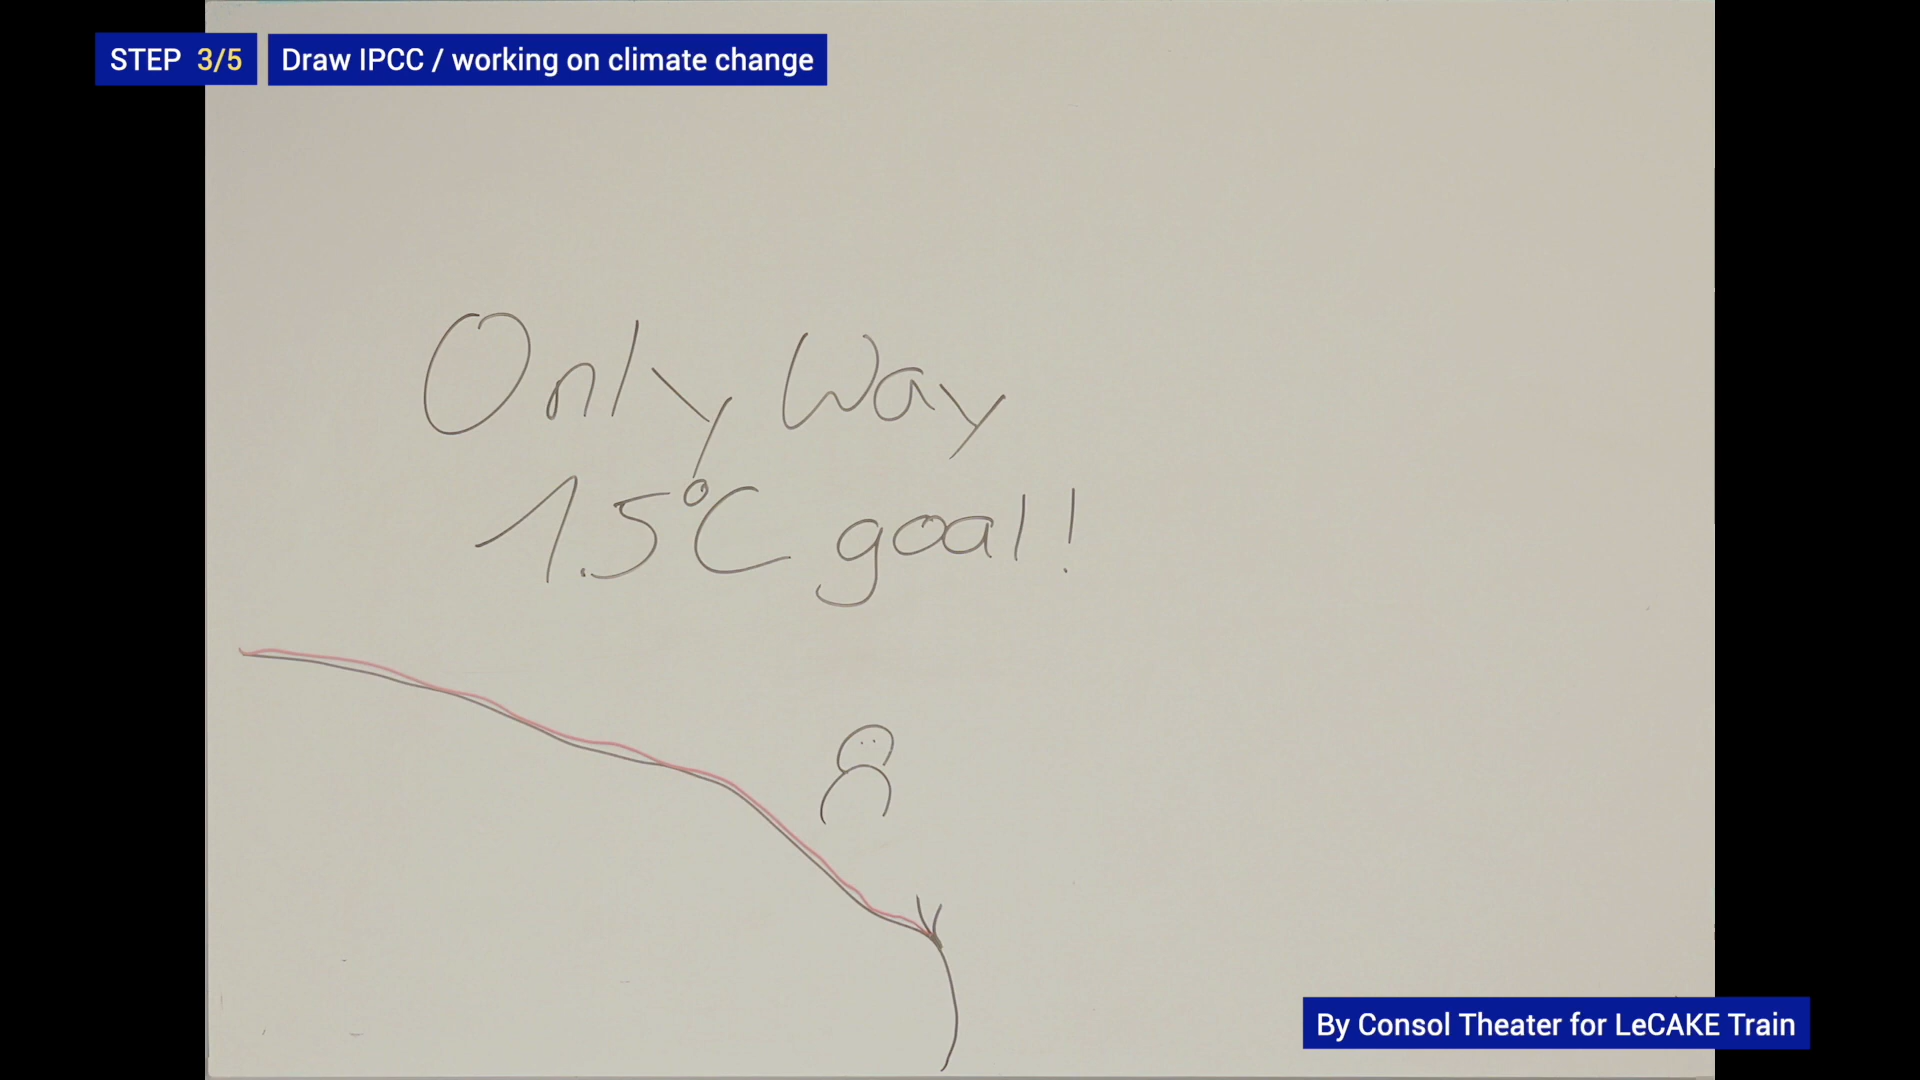 STEP 3/5 Draw IPCC / working on climate change
Only Way
1.5°C goal!
By Consol Theater for LeCAKE Train